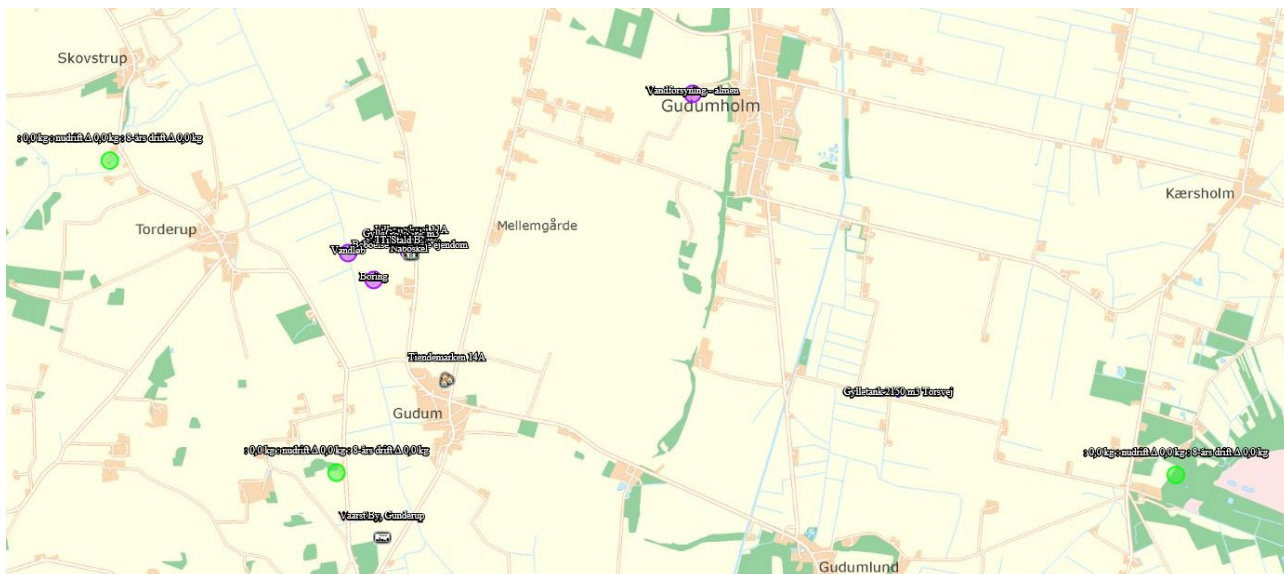 Skovstrup
Vandforsyning - almen
Gudumholm
: 0,0 kg : nudrift Δ 0,0 kg : 8-års drift Δ 0,0 kg
Kærsholm
Torderup
Mellemgårde
Stald B
Naboskel
Vandløb
Boring
Tiendemarken 14A
Gylletank 2150 m3 Torsvej
Gudum
: 0,0 kg : nudrift Δ 0,0 kg : 8-års drift Δ 0,0 kg
: 0,0 kg : nudrift Δ 0,0 kg : 8-års drift Δ 0,0 kg
Vaarst By, Gunderup
Gudumlund